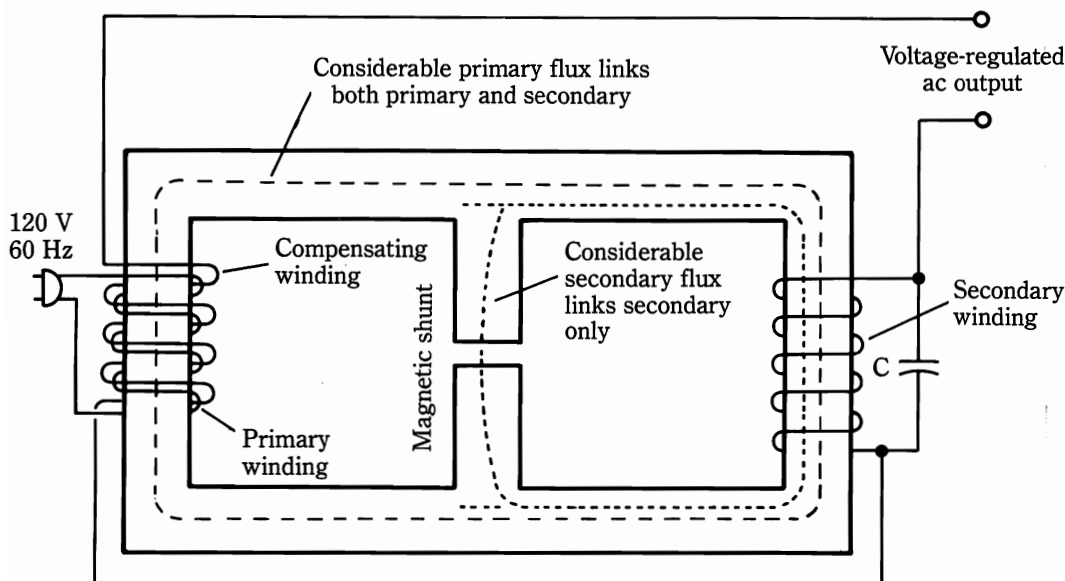 Considerable primary flux links
both primary and secondary
Voltage-regulated
ac output
120 V
60 Hz
Compensating
winding
Considerable
secondary flux
links secondary
only
Secondary
winding
C
Magnetic shunt
Primary
winding